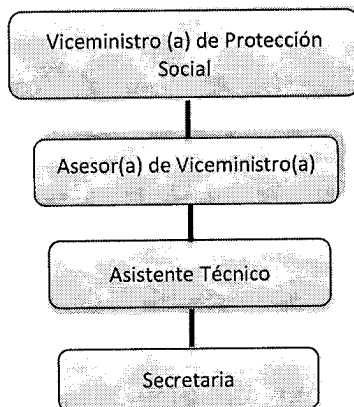 Viceministro (a) de Protección
Social
Asesor(a) de Viceministro(a)
Asistente Técnico
Secretaria